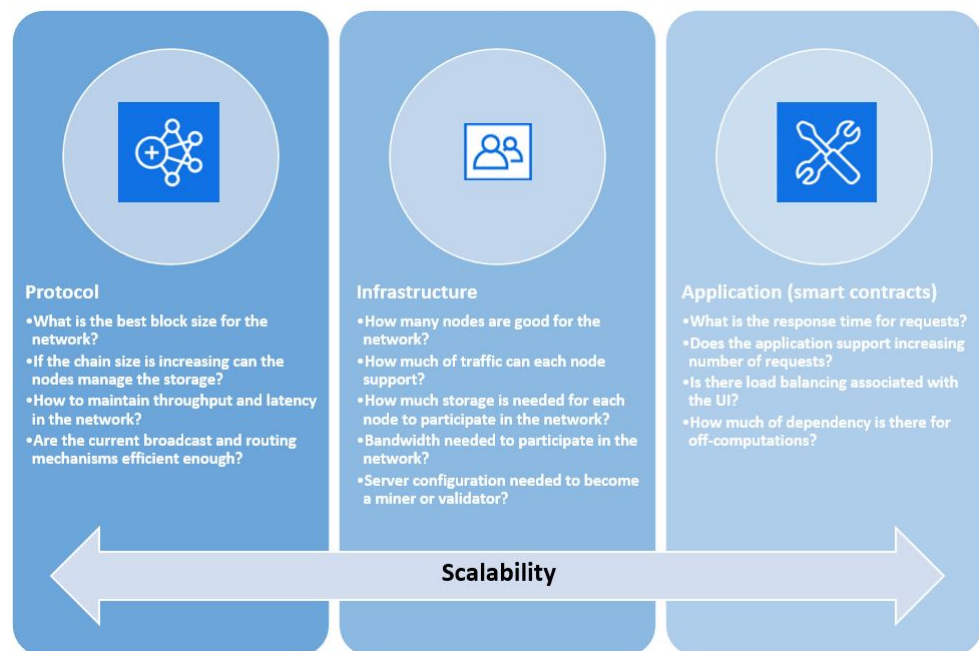 Protocol
•What is the best block size for the
network?
•If the chain size is increasing can the
nodes manage the storage?
•How to maintain throughput and latency
in the network?
•Are the current broadcast and routing
mechanisms efficient enough?
Infrastructure
•How many nodes are good for the
network?
•How much of traffic can each node
support?
•How much storage is needed for each
node to participate in the network?
•Bandwidth needed to participate in the
network?
•Server configuration needed to become
a miner or validator?
Application (smart contracts)
•What is the response time for requests?
•Does the application support increasing
number of requests?
•Is there load balancing associated with
the UI?
•How much of dependency is there for
off-computations?
Scalability